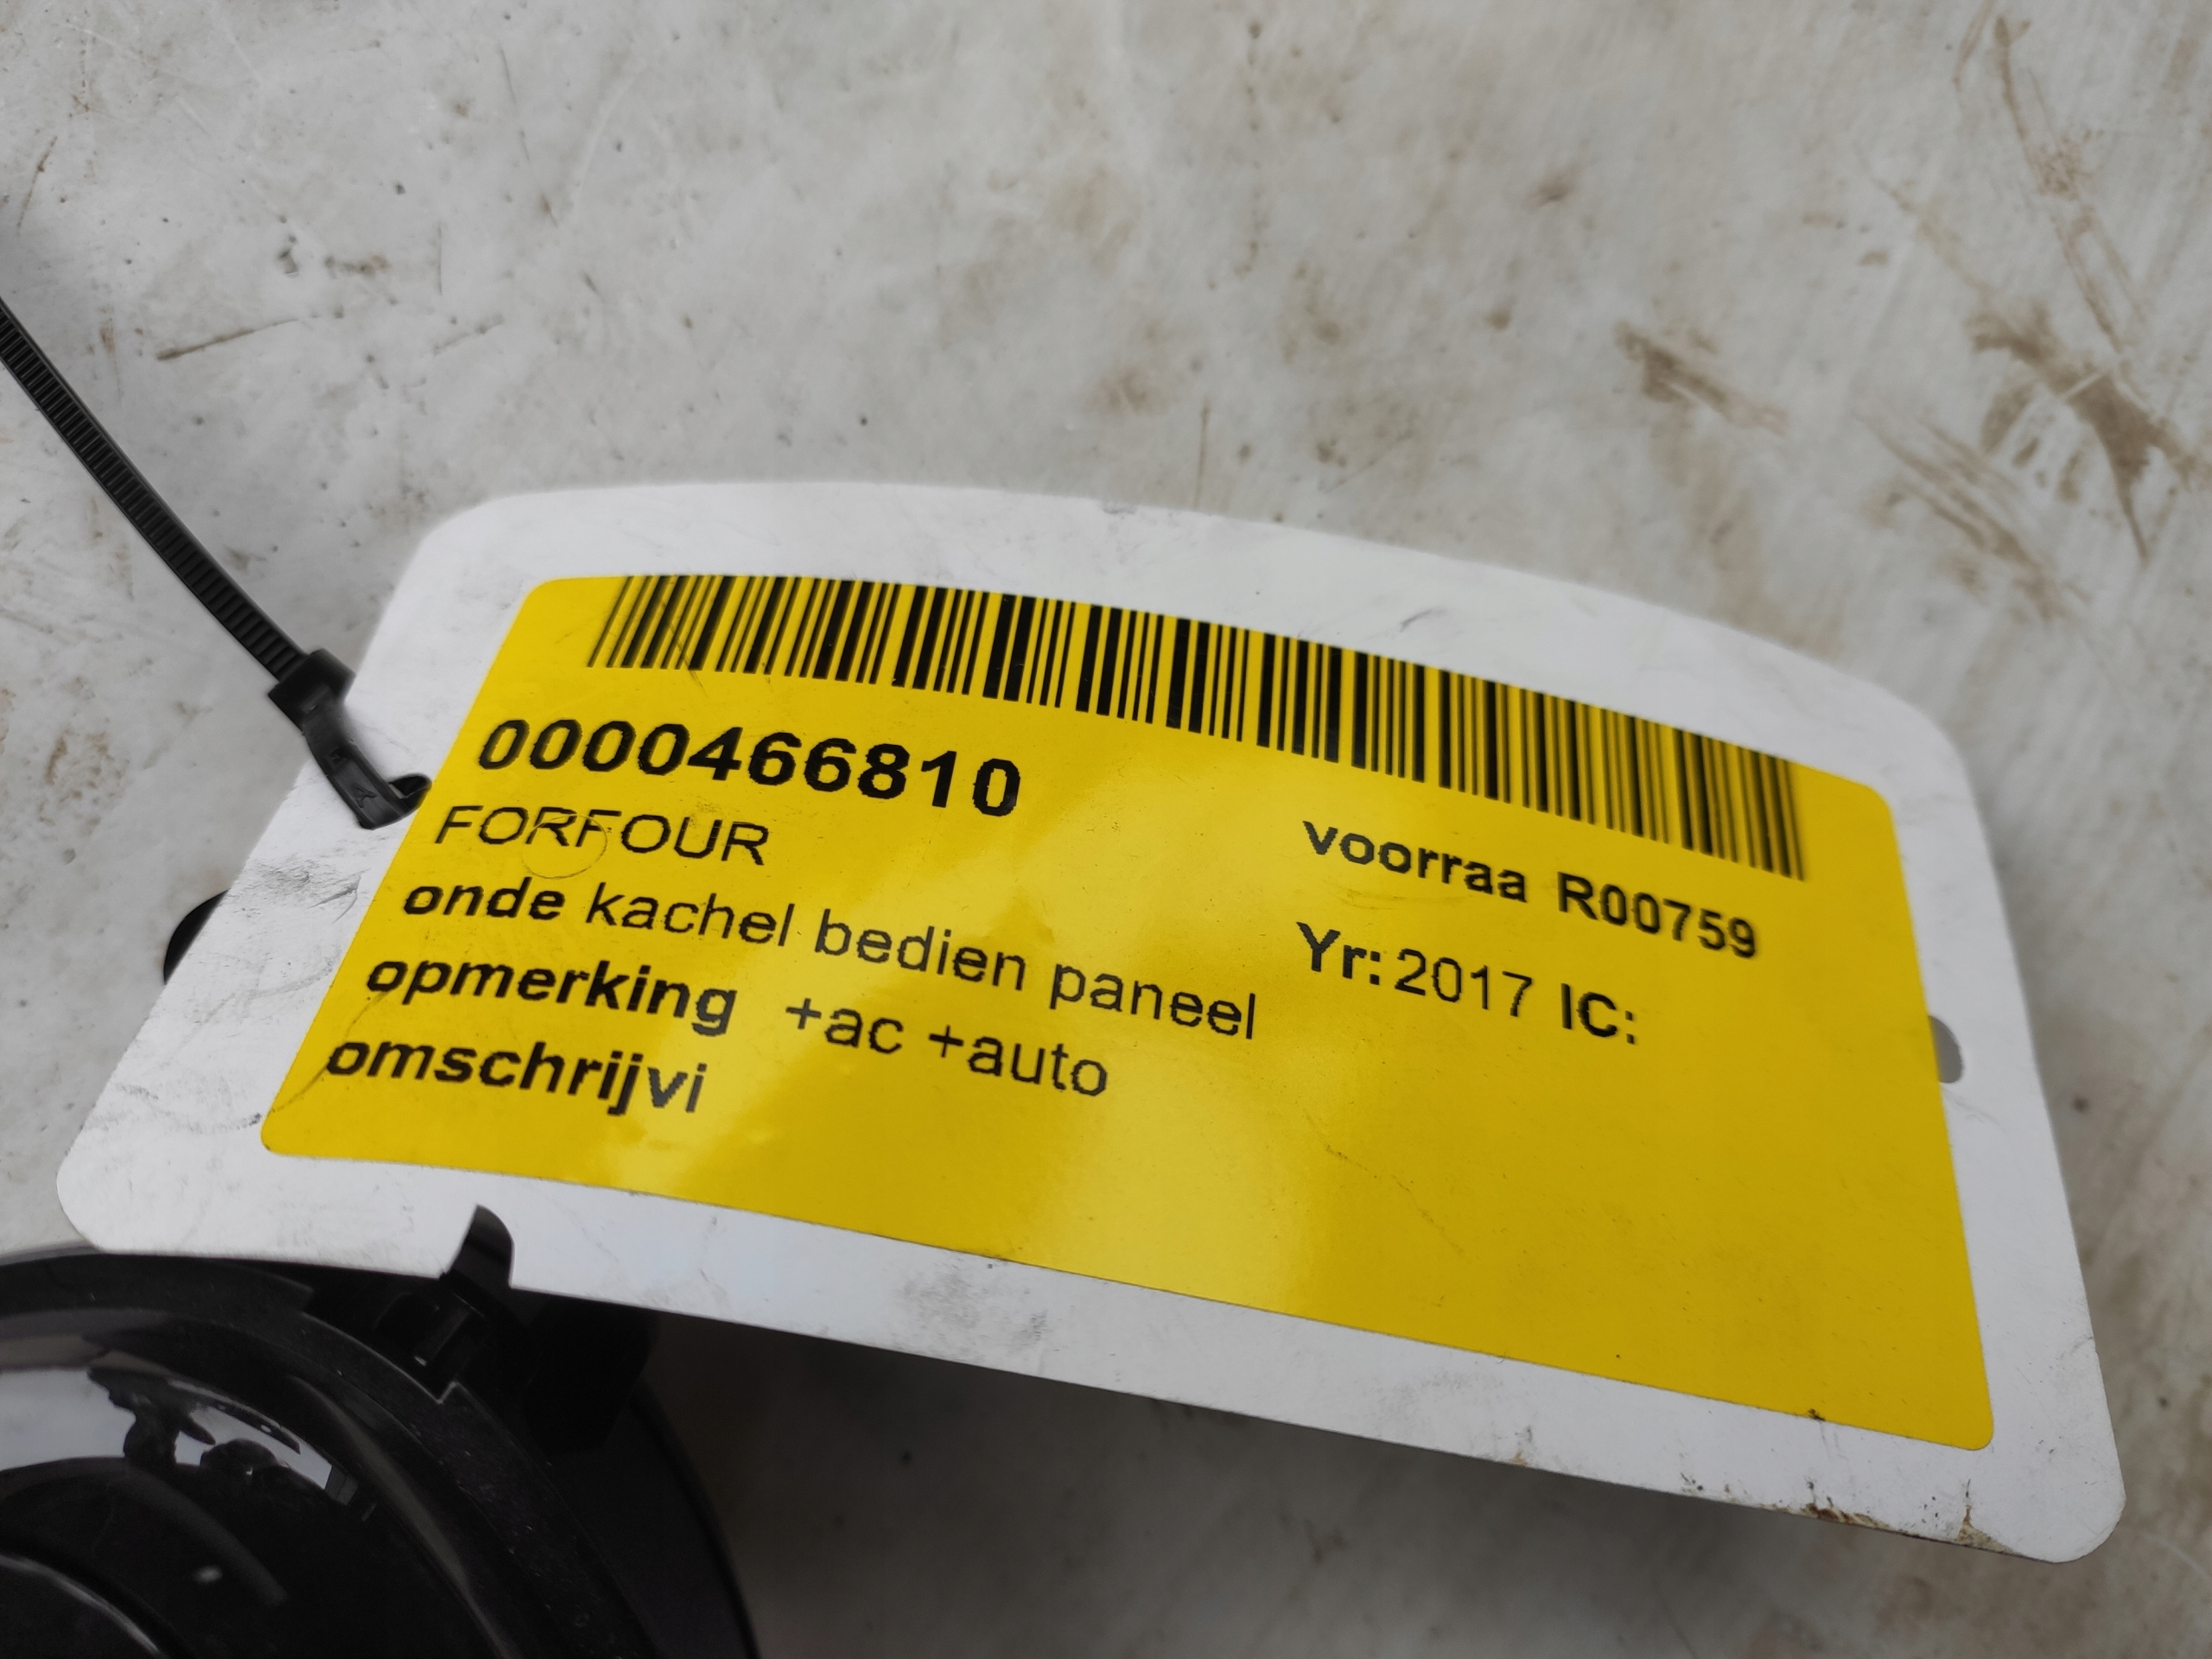 0000466810
FORFOUR
voorraa R00759
onde kachel bedien paneel
Yr: 2017 IC:
opmerking +ac +auto
omschrijvi